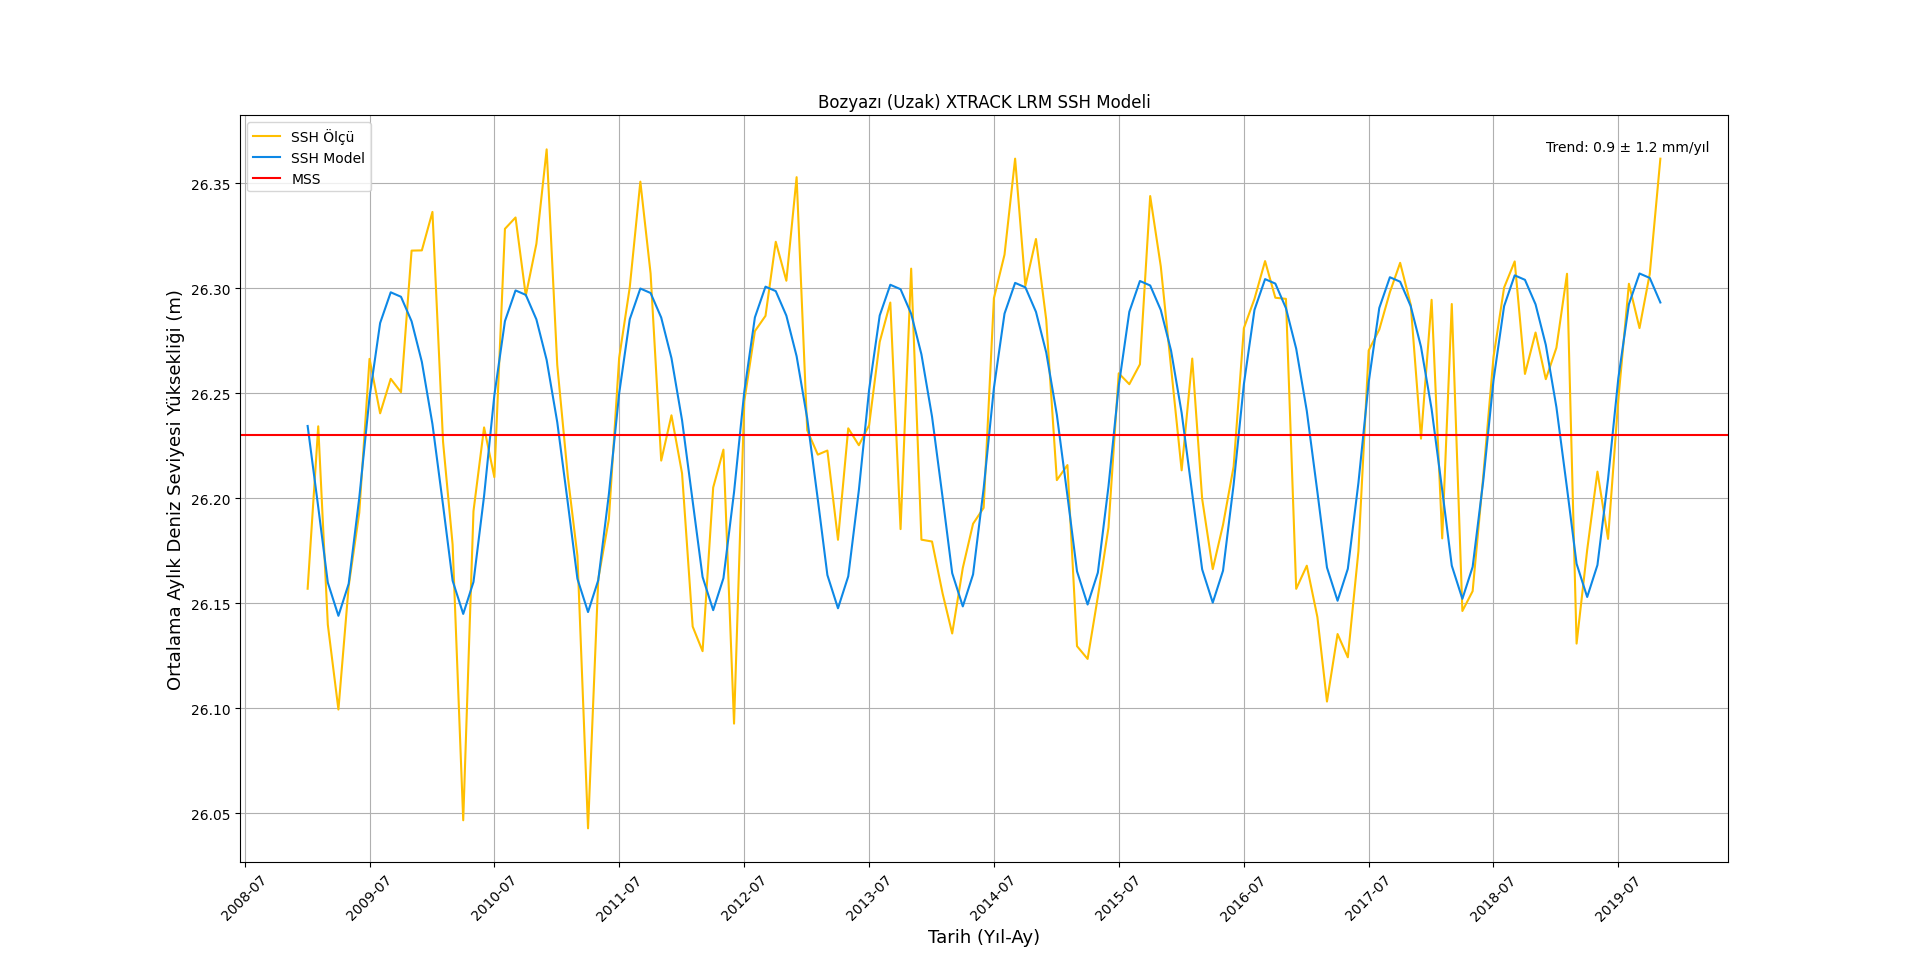 Bozyazı (Uzak) XTRACK LRM SSH Modeli
SSH Ölçü
SSH Model
MSS
Trend: 0.9 ± 1.2 mm/yıl
Ortalama Aylık Deniz Seviyesi Yüksekliği (m)
26.35
26.30
26.25
26.20
26.15
26.10
26.05
2008-07
2009-07
2010-07
2011-07
2012-07
2013-07
2014-07
2015-07
2016-07
2017-07
2018-07
2019-07
Tarih (Yıl-Ay)